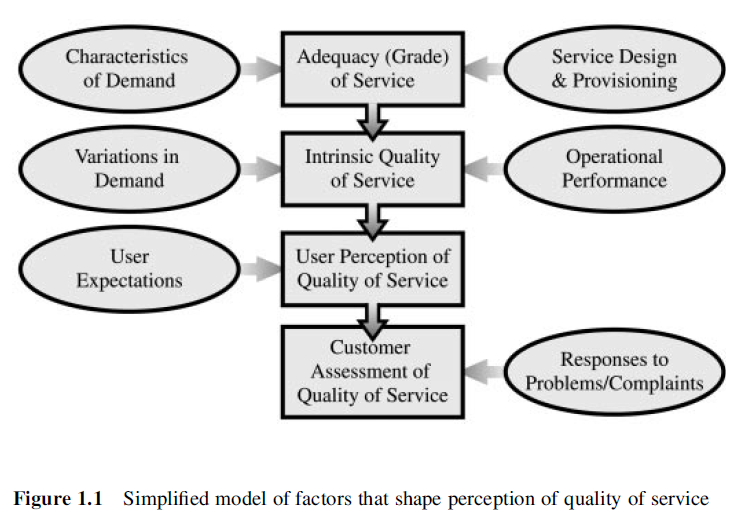 Characteristics
of Demand
Adequacy (Grade)
of Service
Service Design
& Provisioning
Variations in
Demand
Intrinsic Quality
of Service
Operational
Performance
User
Expectations
User Perception of
Quality of Service
Customer
Assessment of
Quality of Service
Responses to
Problems/Complaints
Figure 1.1 Simplified model of factors that shape perception of quality of service